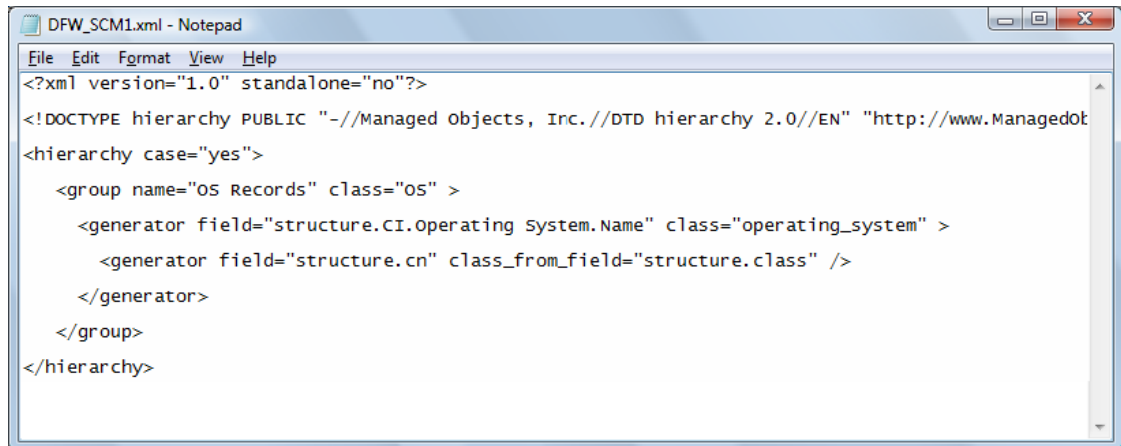 DFW_SCM1.xml - Notepad
File Edit Format View Help
<?xml version="1.0" standalone="no"?>
<!DOCTYPE hierarchy PUBLIC "-//Managed Objects, Inc.//DTD hierarchy 2.0//EN" "http://www.ManagedOb
<hierarchy case="yes">
<group name="OS Records" class="OS" >
<generator field="structure.CI.Operating System.Name" class="operating_system" >
<generator field="structure.cn" class_from_field="structure.class" />
</generator>
</group>
</hierarchy>